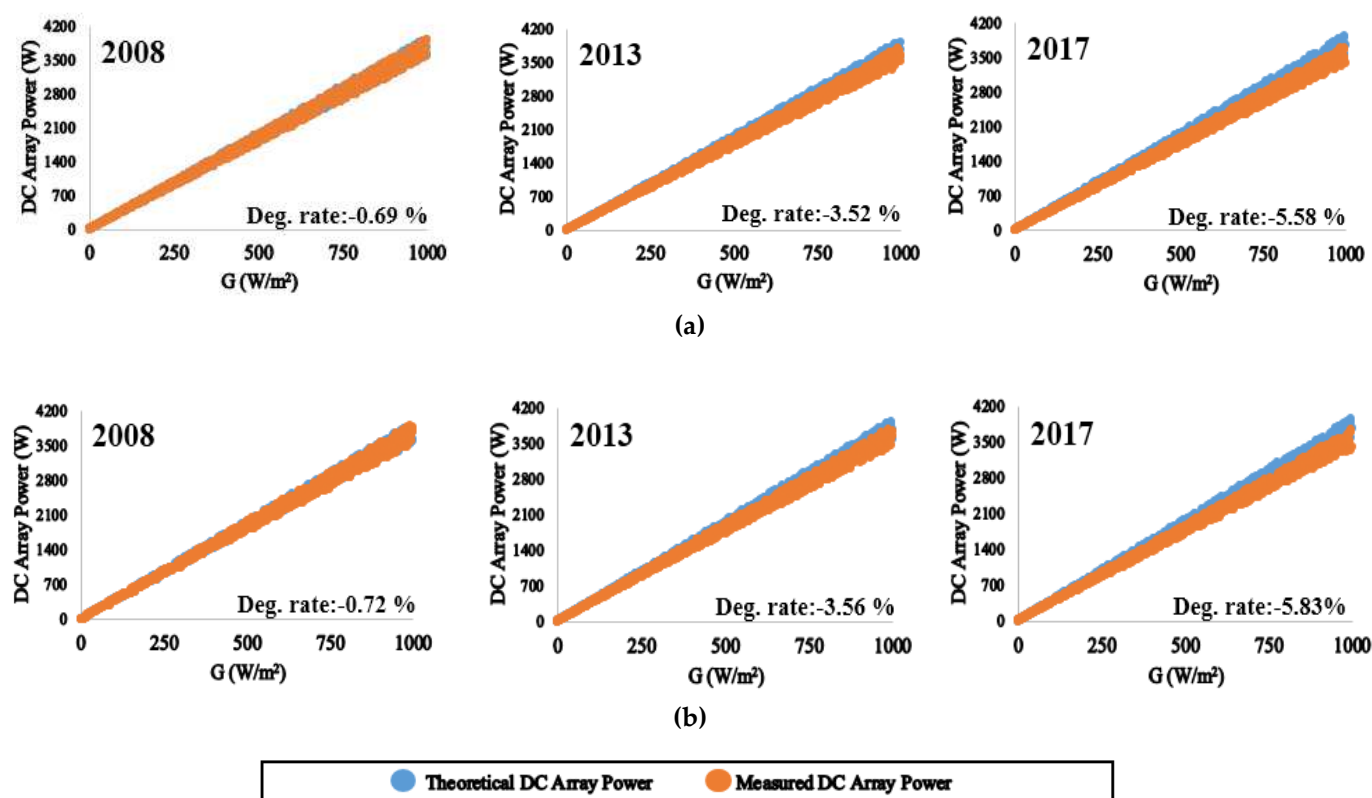 2008
DC Array Power (W)
4200
3500
2800
2100
1400
700
0
Deg. rate:-0.69 %
0 250 500 750 1000
G (W/m²)
2013
DC Array Power (W)
4200
3500
2800
2100
1400
700
0
Deg. rate:-3.52 %
0 250 500 750 1000
G (W/m²)
2017
DC Array Power (W)
4200
3500
2800
2100
1400
700
0
Deg. rate:-5.58 %
0 250 500 750 1000
G (W/m²)
(a)
2008
DC Array Power (W)
4200
3500
2800
2100
1400
700
0
Deg. rate:-0.72 %
0 250 500 750 1000
G (W/m²)
2013
DC Array Power (W)
4200
3500
2800
2100
1400
700
0
Deg. rate:-3.56 %
0 250 500 750 1000
G (W/m²)
2017
DC Array Power (W)
4200
3500
2800
2100
1400
700
0
Deg. rate:-5.83%
0 250 500 750 1000
G (W/m²)
(b)
Theoretical DC Array Power Measured DC Array Power